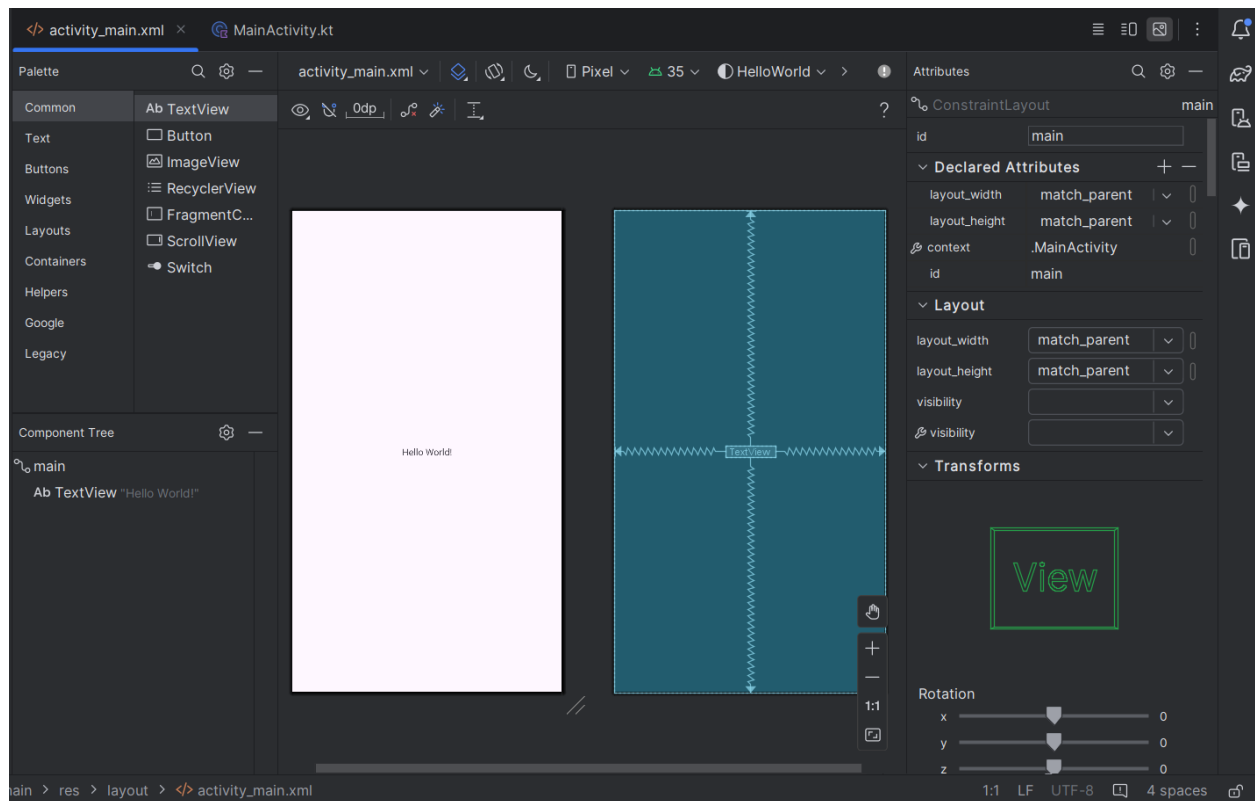 activity_main.xml
MainActivity.kt
Palette
Common
Text
Buttons
Widgets
Layouts
Containers
Helpers
Google
Legacy
Ab TextView
Button
ImageView
RecyclerView
FragmentC...
ScrollView
Switch
Component Tree
main
Ab TextView "Hello World!"
activity_main.xml
Pixel
35
HelloWorld
0dp
?
Hello World!
TextView
1:1
Attributes
ConstraintLayout main
id main
Declared Attributes
layout_width match_parent
layout_height match_parent
context .MainActivity
id main
Layout
layout_width match_parent
layout_height match_parent
visibility
visibility
Transforms
View
Rotation
x 0
y 0
z 0
main > res > layout > activity_main.xml
1:1 LF UTF-8 4 spaces